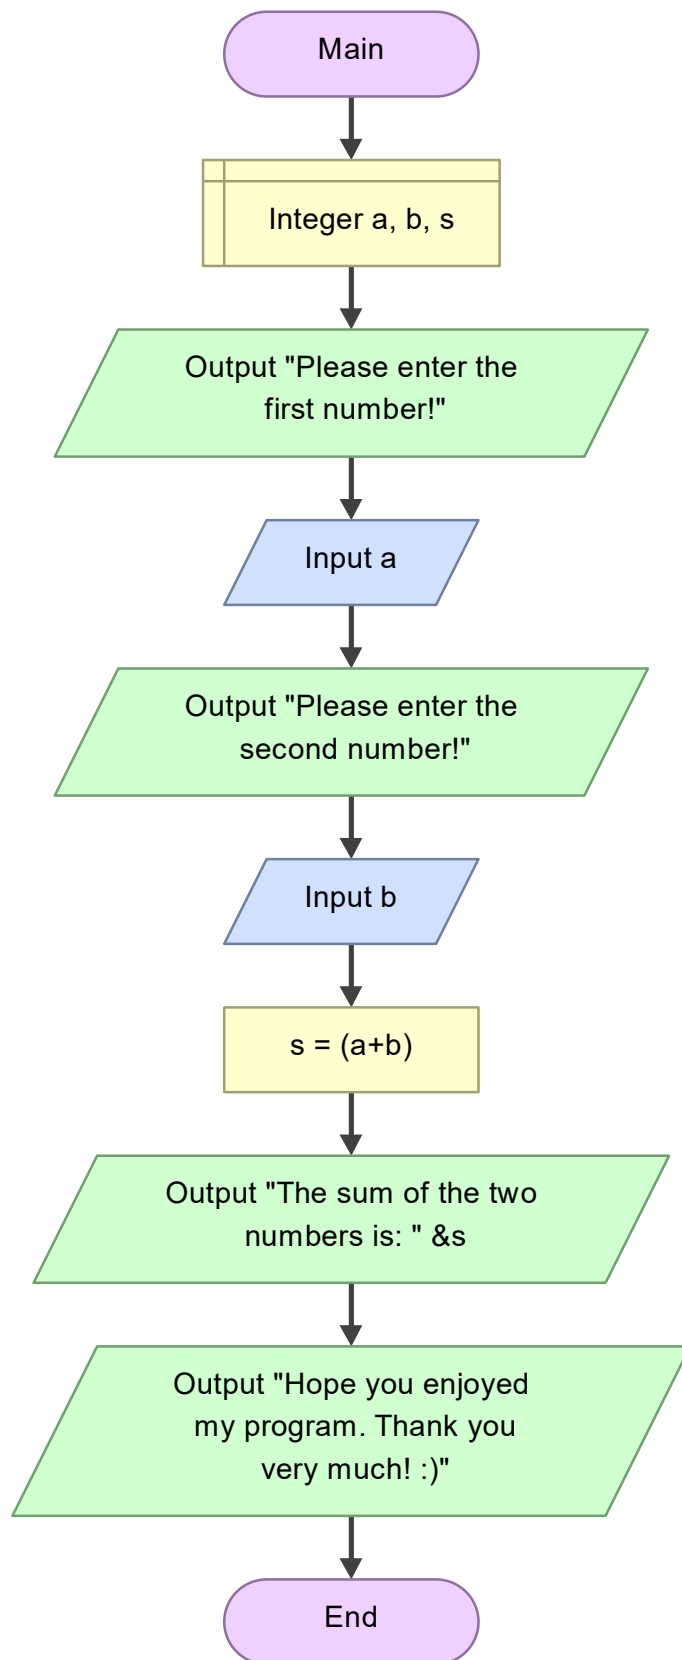 Main
Integer a, b, s
Output "Please enter the
first number!"
Input a
Output "Please enter the
second number!"
Input b
s = (a+b)
Output "The sum of the two
numbers is: " &s
Output "Hope you enjoyed
my program. Thank you
very much! :)"
End